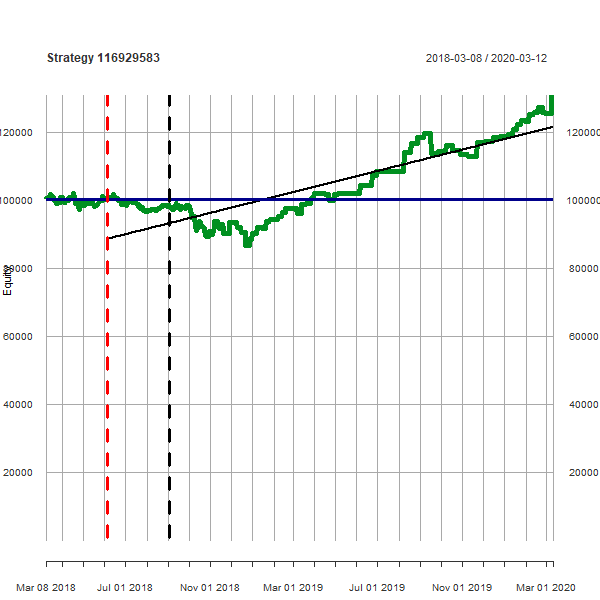 Strategy 116929583
2018-03-08 / 2020-03-12
120000
120000
100000
100000
80000
80000
60000
60000
40000
40000
20000
20000
Equity
Mar 08 2018
Jul 01 2018
Nov 01 2018
Mar 01 2019
Jul 01 2019
Nov 01 2019
Mar 01 2020